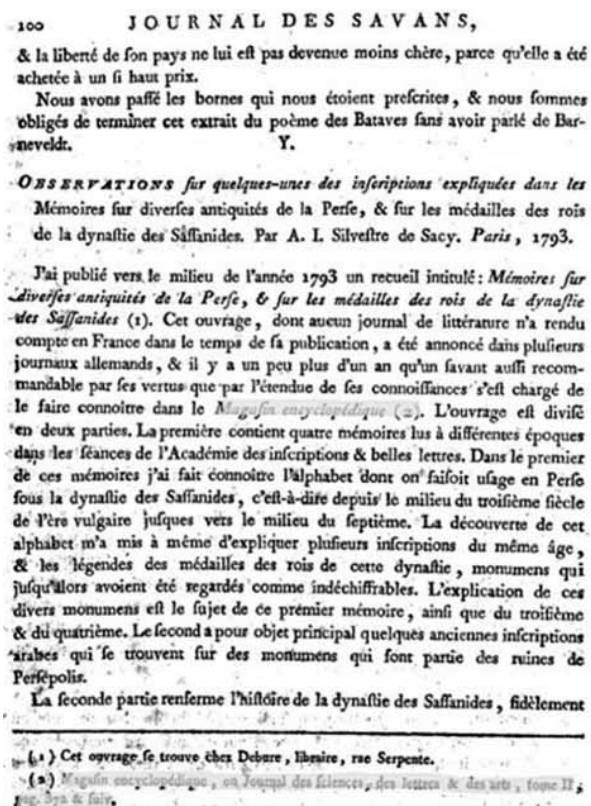 100 JOURNAL DES SAVANS,
& la liberté de ſon pays ne lui eſt pas devenue moins chère, parce qu'elle a été
achetée à un ſi haut prix.
Nous avons paſſé les bornes qui nous étoient preſcrites, & nous ſommes
obligés de terminer cet extrait du poème des Bataves ſans avoir parlé de Bar-
neveldt. Y.
OBSERVATIONS ſur quelques-unes des inſcriptions expliquées dans les
Mémoires ſur diverſes antiquités de la Perſe, & ſur les médailles des rois
de la dynaſtie des Saſſanides. Par A. I. Silveſtre de Sacy. Paris, 1793.
J'ai publié vers le milieu de l'année 1793 un recueil intitulé: Mémoires ſur
diverſes antiquités de la Perſe, & ſur les médailles des rois de la dynaſtie
des Saſſanides (1). Cet ouvrage, dont aucun journal de littérature n'a rendu
compte en France dans le temps de ſa publication, a été annoncé dans pluſieurs
journaux allemands, & il y a un peu plus d'un an qu'un ſavant auſſi recom-
mandable par ſes vertus que par l'étendue de ſes connoiſſances s'eſt chargé de
le faire connoître dans le Magaſin encyclopédique (2). L'ouvrage eſt diviſé
en deux parties. La première contient quatre mémoires lus à différentes époques
dans les ſéances de l'Académie des inſcriptions & belles lettres. Dans le premier
de ces mémoires j'ai fait connoître l'alphabet dont on faiſoit uſage en Perſe
ſous la dynaſtie des Saſſanides, c'eſt-à-dire depuis le milieu du troiſième ſiècle
de l'ère vulgaire juſques vers le milieu du ſeptième. La découverte de cet
alphabet m'a mis à même d'expliquer pluſieurs inſcriptions du même âge,
& les légendes des médailles des rois de cette dynaſtie, monumens qui
juſqu'alors avoient été regardés comme indéchiffrables. L'explication de ces
divers monumens eſt le ſujet de ce premier mémoire, ainſi que du troiſième
& du quatrième. Le ſecond a pour objet principal quelques anciennes inſcriptions
arabes qui ſe trouvent ſur des monumens qui ſont partie des ruines de
Perſépolis.
La ſeconde partie renferme l'hiſtoire de la dynaſtie des Saſſanides, fidèlement
(1) Cet ouvrage ſe trouve chez Debure, libraire, rue Serpente.
(2) Magaſin encyclopédique, ou Journal des ſciences, des lettres & des arts, tome II,
pag. 372 & ſuiv.